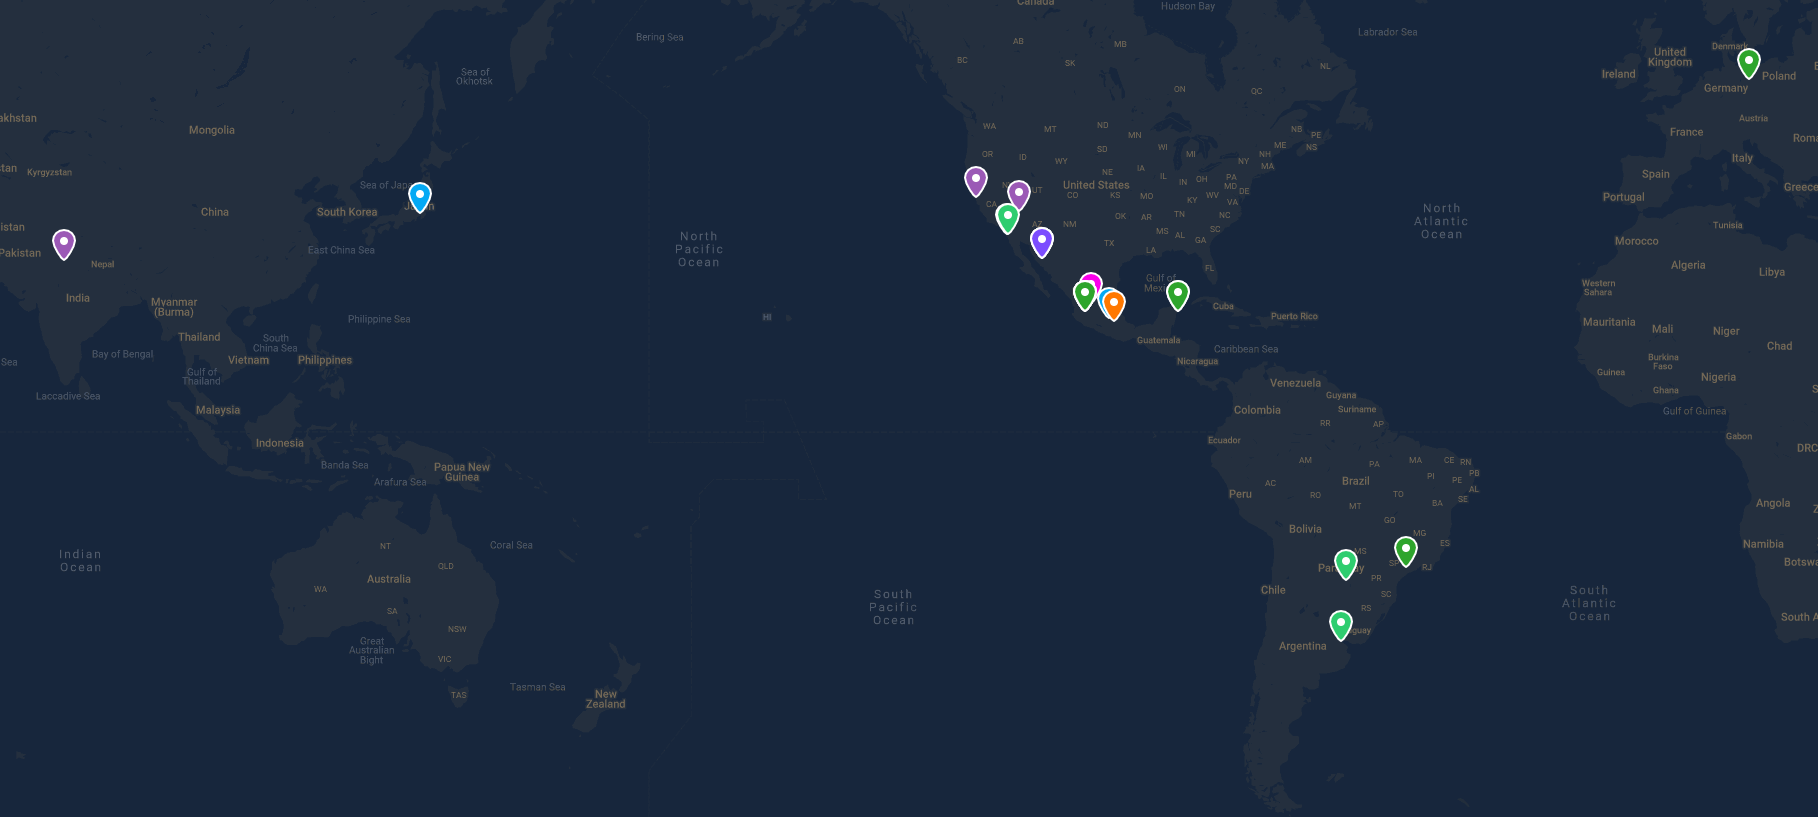 Canada
Hudson Bay
Bering Sea
Labrador Sea
AB
MB
BC
SK
NL
Sea of
Okhotsk
United
Kingdom
Denmark
Ireland
Poland
Germany
ON
QC
akhstan
Mongolia
WA
MT
ND
MN
NB
PE
Austria
France
Roma
OR
ID
SD
WI
MI
ME
NS
stan
Kyrgyzstan
WY
NY
NH
MA
Italy
Sea of Japa
United States
NE
IA
IL
IN
OH
PA
MD
DE
Spain
Portugal
Greece
UT
CO
KS
MO
KY
WV
VA
CA
China
South Korea
OK
AR
TN
NC
North
Atlantic
Ocean
istan
Pakistan
AZ
NM
MS
AL
GA
SC
Tunisia
North
Pacific
Ocean
East China Sea
TX
LA
Morocco
Nepal
FL
Algeria
Libya
India
Gulf of
Western
Sahara
Myanmar
(Burma)
Cuba
Puerto Rico
Philippine Sea
HI
Mauritania
Mali
Niger
Thailand
South
China Sea
Guatemala
Caribbean Sea
Chad
Sea
Bay of Bengal
Vietnam
Philippines
Nicaragua
Burkina
Faso
Guinea
Nigeria
Gulf of
Thailand
Venezuela
Ghana
Laccadive Sea
Guyana
Malaysia
Colombia
Suriname
Gulf of Guinea
RR
AP
Indonesia
Ecuador
Gabon
DRC
Banda Sea
Papua New
Guinea
AM
PA
MA
CE
RN
PB
Arafura Sea
AC
RO
Brazil
TO
PI
PE
AL
SE
Peru
MT
BA
Angola
GO
Bolivia
MG
Indian
Ocean
NT
Coral Sea
MS
ES
Namibia
Botswa
QLD
SP
RJ
Australia
WA
PR
Chile
SC
South
Pacific
Ocean
South
Atlantic
Ocean
SA
RS
South A
NSW
guay
Great
Australian
Bight
VIC
Argentina
Tasman Sea
TAS
New
Zealand